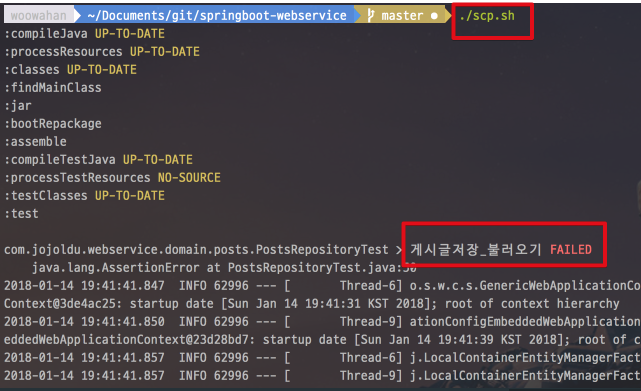 woowahan ~/Documents/git/springboot-webservice master ● ./scp.sh
:compileJava UP-TO-DATE
:processResources UP-TO-DATE
:classes UP-TO-DATE
:findMainClass
:jar
:bootRepackage
:assemble
:compileTestJava UP-TO-DATE
:processTestResources NO-SOURCE
:testClasses UP-TO-DATE
:test
com.jojoldu.webservice.domain.posts.PostsRepositoryTest > 게시글저장_불러오기 FAILED
java.lang.AssertionError at PostsRepositoryTest.java:
2018-01-14 19:41:41.847 INFO 62996 --- [ Thread-6] o.s.w.c.s.GenericWebApplicationCo
Context@3de4ac25: startup date [Sun Jan 14 19:41:31 KST 2018]; root of context hierarchy
2018-01-14 19:41:41.850 INFO 62996 --- [ Thread-9] ationConfigEmbeddedWebApplication
eddedWebApplicationContext@23d28bd7: startup date [Sun Jan 14 19:41:39 KST 2018]; root of c
2018-01-14 19:41:41.857 INFO 62996 --- [ Thread-6] j.LocalContainerEntityManagerFact
2018-01-14 19:41:41.857 INFO 62996 --- [ Thread-9] j.LocalContainerEntityManagerFact